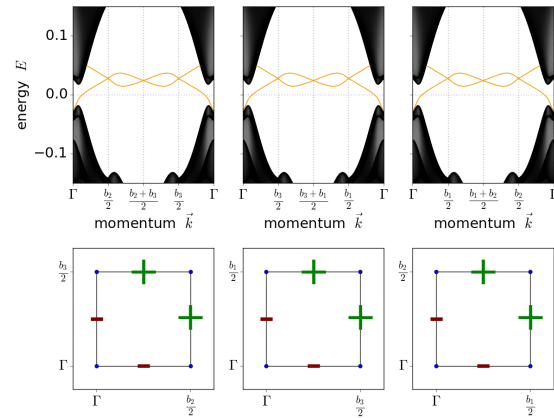 energy E
0.1
0.0
−0.1
Γ b₂/2 (b₂ + b₃)/2 b₃/2 Γ
Γ b₃/2 (b₃ + b₁)/2 b₁/2 Γ
Γ b₁/2 (b₁ + b₂)/2 b₂/2 Γ
momentum k⃗ momentum k⃗ momentum k⃗
b₃/2 b₁/2 b₂/2
Γ Γ Γ
Γ b₂/2 Γ b₃/2 Γ b₁/2